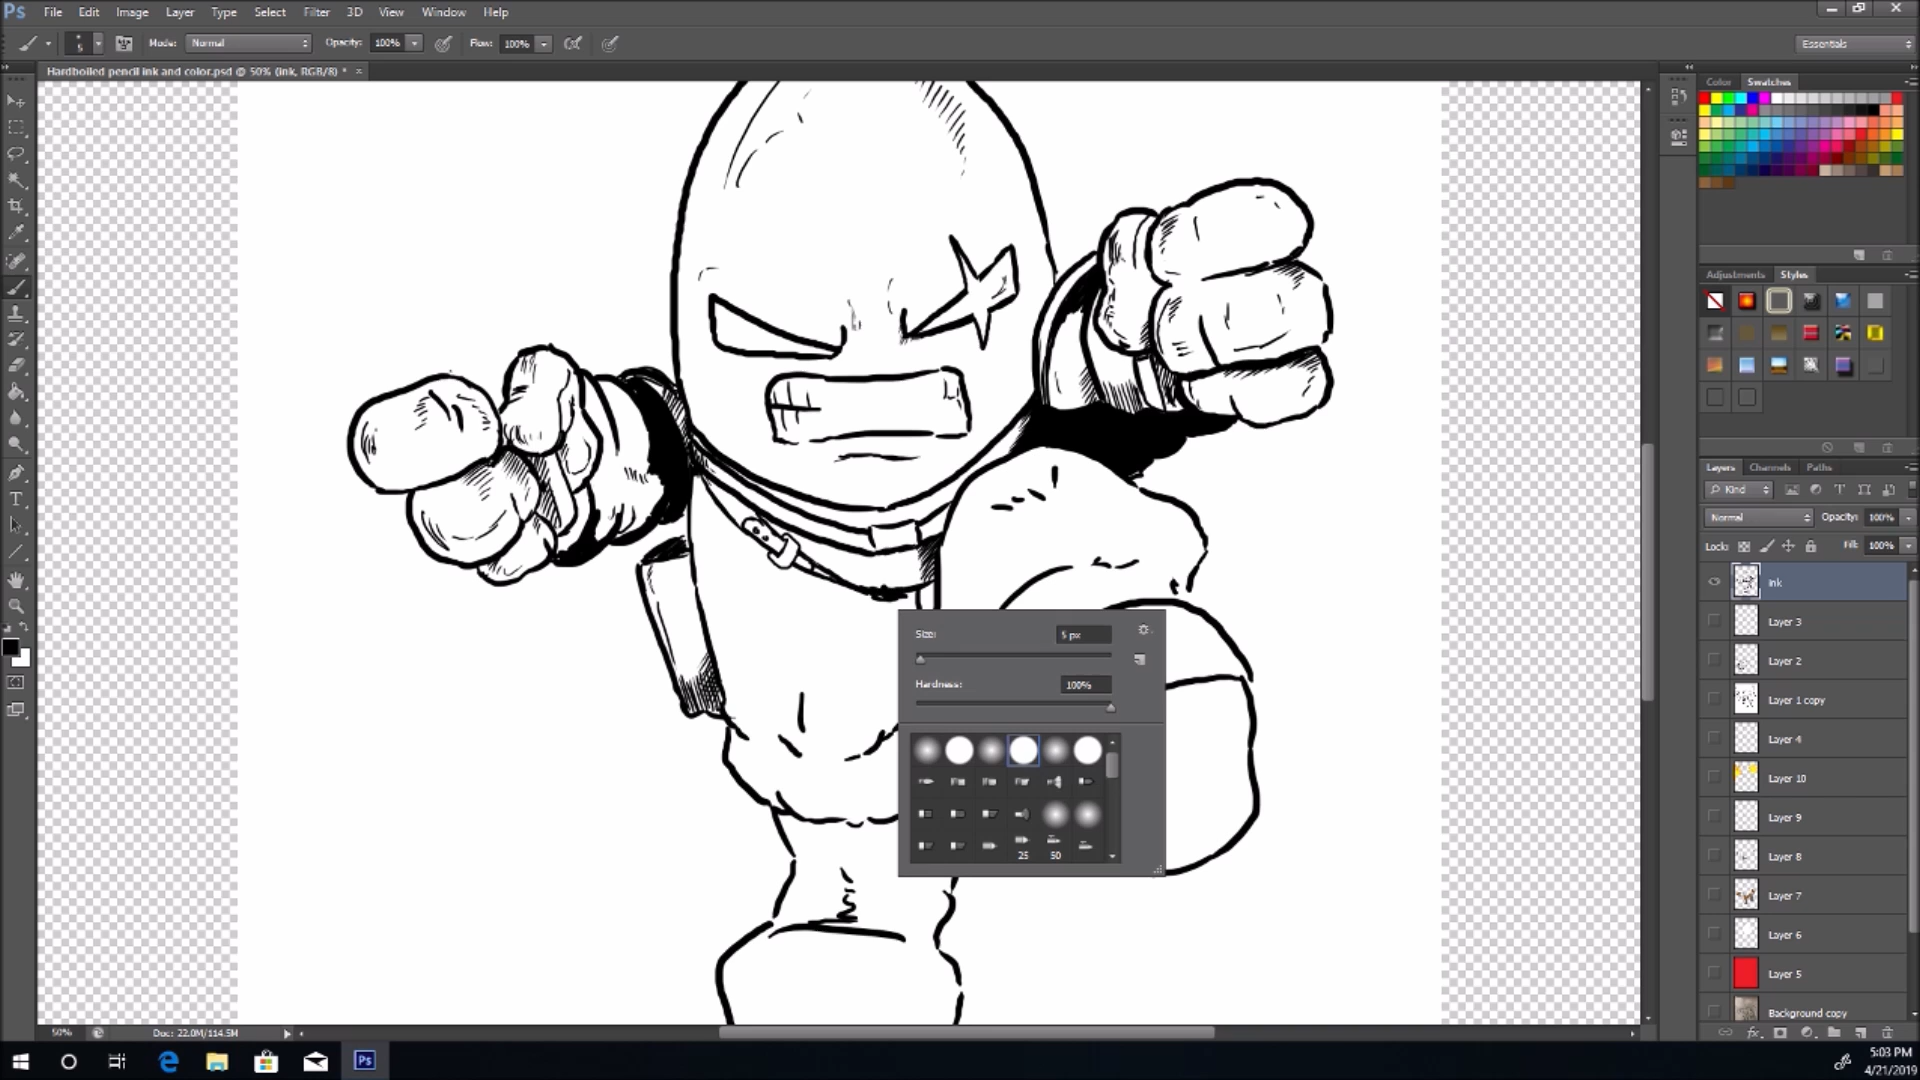 Ps File Edit Image Layer Type Select Filter 3D View Window Help
5 Mode: Normal Opacity: 100% Flow: 100% Essentials
Hardboiled pencil ink and color.psd @ 50% (ink, RGB/8) * ×
Color Swatches
Adjustments Styles
Layers Channels Paths
Kind
Normal Opacity: 100%
Lock: Fill: 100%
ink
Layer 3
Layer 2
Layer 1 copy
Layer 4
Layer 10
Layer 9
Layer 8
Layer 7
Layer 6
Layer 5
Background copy
Size: 5 px
Hardness: 100%
25 50
50% Doc: 22.0M/114.5M
Ps
5:03 PM
4/21/2019